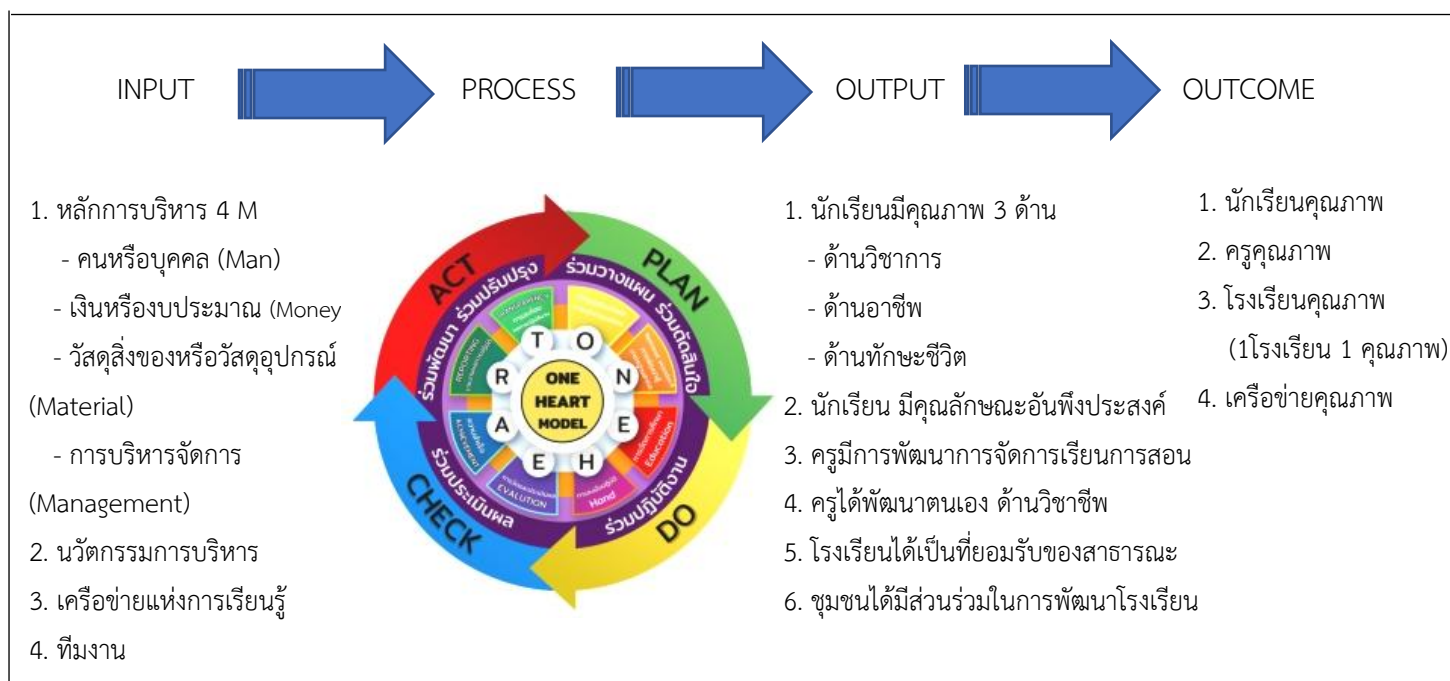 INPUT
PROCESS
OUTPUT
OUTCOME
1. หลักการบริหาร 4 M
- คนหรือบุคคล (Man)
- เงินหรืองบประมาณ (Money
- วัสดุสิ่งของหรือวัสดุอุปกรณ์
(Material)
- การบริหารจัดการ
(Management)
2. นวัตกรรมการบริหาร
3. เครือข่ายแห่งการเรียนรู้
4. ทีมงาน
PLAN
DO
CHECK
ACT
ร่วมวางแผน ร่วมตัดสินใจ
ร่วมปฏิบัติงาน
ร่วมประเมินผล
ร่วมพัฒนา ร่วมปรับปรุง
Education
Hand
EVALUTION
ACHIEVEMENT
REPORTING
O
N
E
H
E
A
R
T
ONE
HEART
MODEL
1. นักเรียนมีคุณภาพ 3 ด้าน
- ด้านวิชาการ
- ด้านอาชีพ
- ด้านทักษะชีวิต
2. นักเรียน มีคุณลักษณะอันพึงประสงค์
3. ครูมีการพัฒนาการจัดการเรียนการสอน
4. ครูได้พัฒนาตนเอง ด้านวิชาชีพ
5. โรงเรียนได้เป็นที่ยอมรับของสาธารณะ
6. ชุมชนได้มีส่วนร่วมในการพัฒนาโรงเรียน
1. นักเรียนคุณภาพ
2. ครูคุณภาพ
3. โรงเรียนคุณภาพ
(1โรงเรียน 1 คุณภาพ)
4. เครือข่ายคุณภาพ